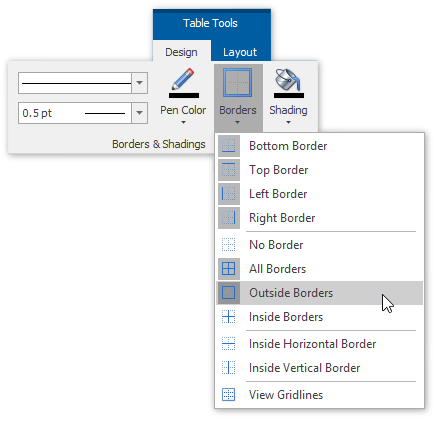 Table Tools
Design Layout
0.5 pt
Pen Color Borders Shading
Borders & Shadings
Bottom Border
Top Border
Left Border
Right Border
No Border
All Borders
Outside Borders
Inside Borders
Inside Horizontal Border
Inside Vertical Border
View Gridlines